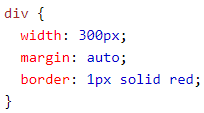 div {
  width: 300px;
  margin: auto;
  border: 1px solid red;
}